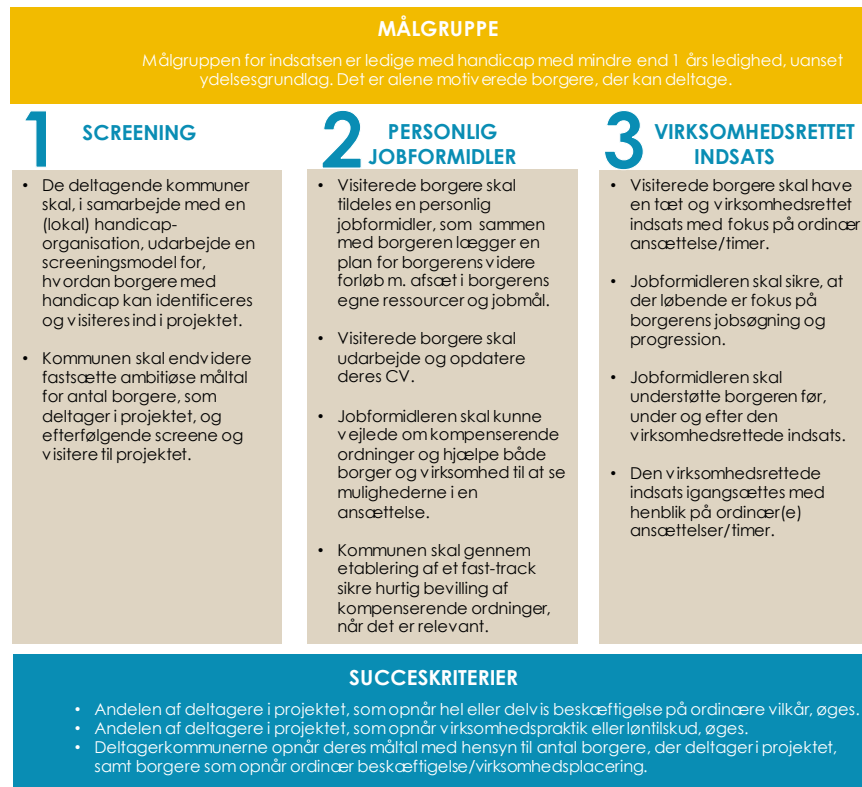 MÅLGRUPPE
Målgruppen for indsatsen er ledige med handicap med mindre end 1 års ledighed, uanset
ydelsesgrundlag. Det er alene motiverede borgere, der kan deltage.
1 SCREENING
• De deltagende kommuner
skal, i samarbejde med en
(lokal) handicap-
organisation, udarbejde en
screeningsmodel for,
hvordan borgere med
handicap kan identificeres
og visiteres ind i projektet.
• Kommunen skal endvidere
fastsætte ambitiøse måltal
for antal borgere, som
deltager i projektet, og
efterfølgende screene og
visitere til projektet.
2 PERSONLIG
JOBFORMIDLER
• Visiterede borgere skal
tildeles en personlig
jobformidler, som sammen
med borgeren lægger en
plan for borgerens videre
forløb m. afsæt i borgerens
egne ressourcer og jobmål.
• Visiterede borgere skal
udarbejde og opdatere
deres CV.
• Jobformidleren skal kunne
vejlede om kompenserende
ordninger og hjælpe både
borger og virksomhed til at se
mulighederne i en
ansættelse.
• Kommunen skal gennem
etablering af et fast-track
sikre hurtig bevilling af
kompenserende ordninger,
når det er relevant.
3 VIRKSOMHEDSRETTET
INDSATS
• Visiterede borgere skal have
en tæt og virksomhedsrettet
indsats med fokus på ordinær
ansættelse/timer.
• Jobformidleren skal sikre, at
der løbende er fokus på
borgerens jobsøgning og
progression.
• Jobformidleren skal
understøtte borgeren før,
under og efter den
virksomhedsrettede indsats.
• Den virksomhedsrettede
indsats igangsættes med
henblik på ordinær(e)
ansættelser/timer.
SUCCESKRITERIER
• Andelen af deltagere i projektet, som opnår hel eller delvis beskæftigelse på ordinære vilkår, øges.
• Andelen af deltagere i projektet, som opnår virksomhedspraktik eller løntilskud, øges.
• Deltagerkommunerne opnår deres måltal med hensyn til antal borgere, der deltager i projektet,
samt borgere som opnår ordinær beskæftigelse/virksomhedsplacering.